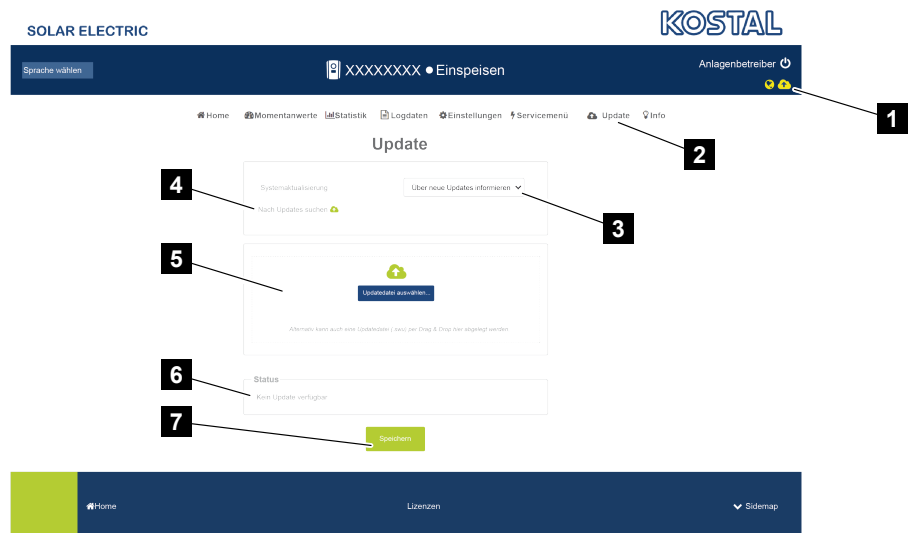 SOLAR ELECTRIC
KOSTAL
Sprache wählen
XXXXXXXX ● Einspeisen
Anlagenbetreiber
1
Home Momentanwerte Statistik Logdaten Einstellungen Servicemenü Update Info
2
Update
4
Systemaktualisierung
Über neue Updates informieren
Nach Updates suchen
3
5
Updatedatei auswählen...
Alternativ kann auch eine Updatedatei (.swu) per Drag & Drop hier abgelegt werden.
6
Status
Kein Update verfügbar
7
Speichern
Home
Lizenzen
Sidemap